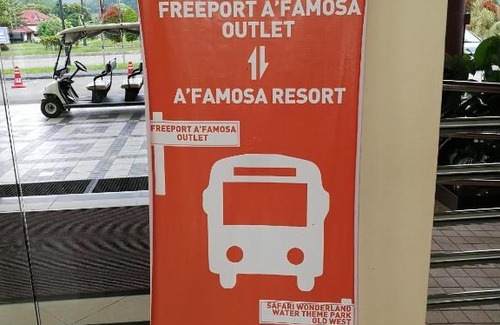 FREEPORT A'FAMOSA
OUTLET
A'FAMOSA RESORT
FREEPORT A'FAMOSA
OUTLET
SAFARI WONDERLAND
WATER THEME PARK
OLD WEST